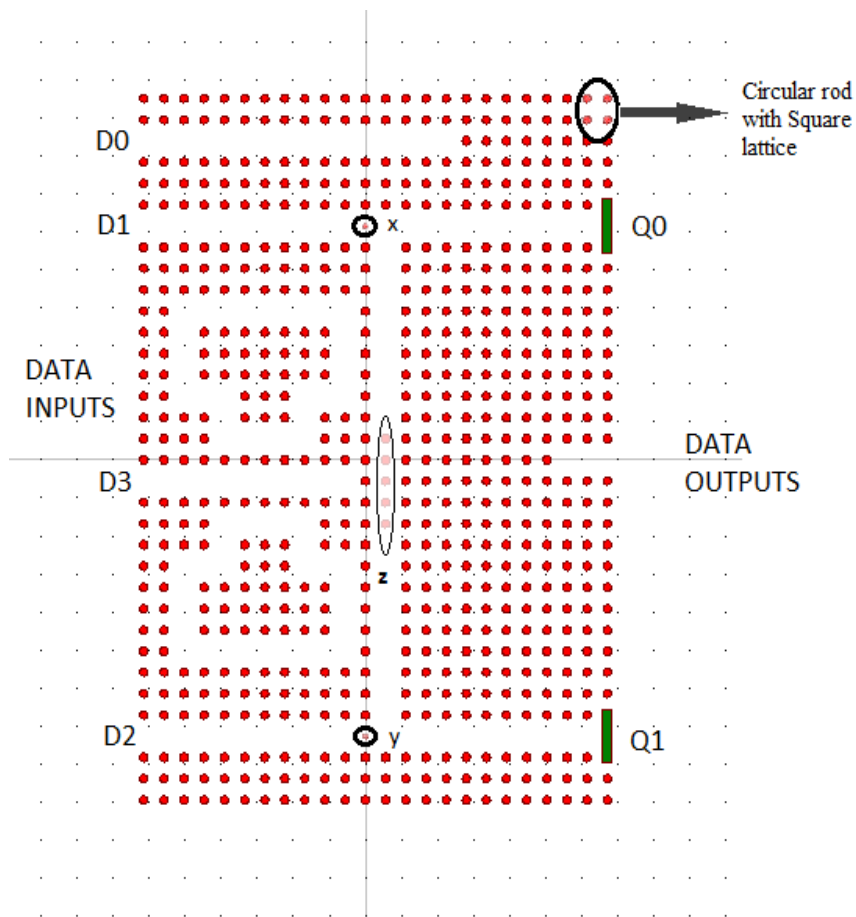 Circular rod
with Square
lattice
D0
D1
x
Q0
DATA
INPUTS
DATA
OUTPUTS
D3
z
D2
y
Q1